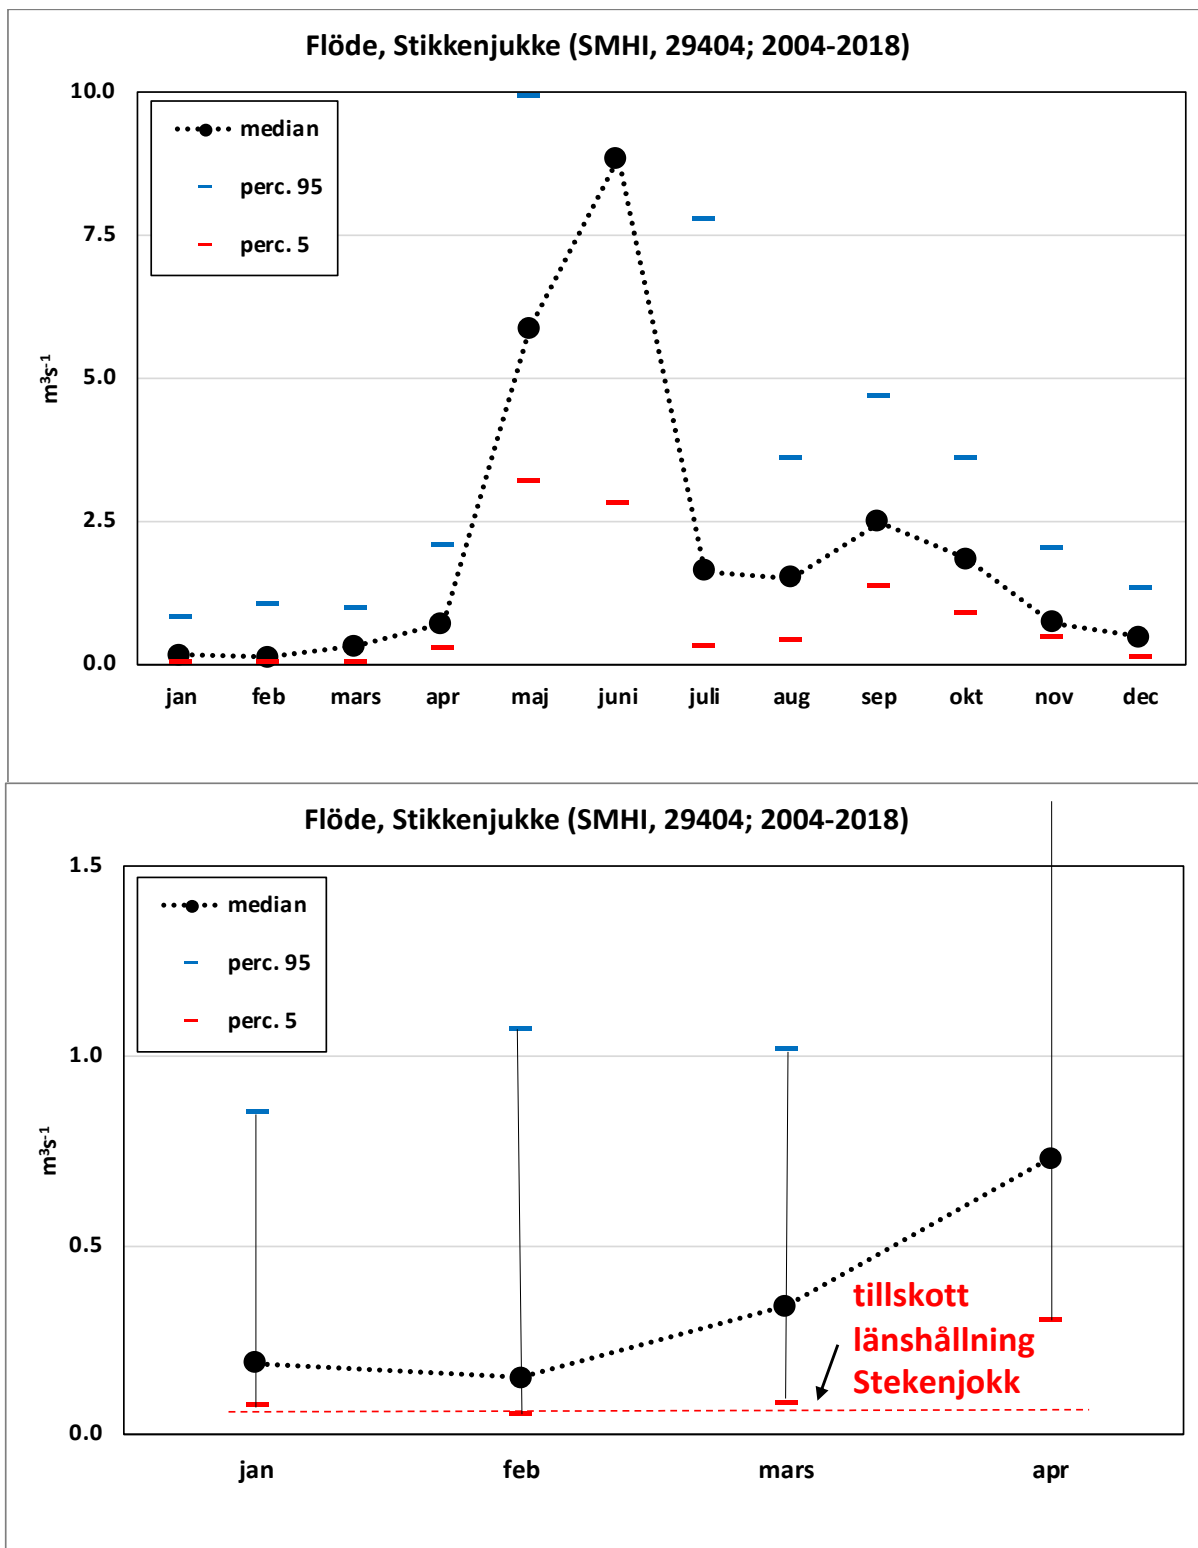 Flöde, Stikkenjukke (SMHI, 29404; 2004-2018)
10.0
7.5
5.0
2.5
0.0
m³s⁻¹
median
perc. 95
perc. 5
jan feb mars apr maj juni juli aug sep okt nov dec
Flöde, Stikkenjukke (SMHI, 29404; 2004-2018)
1.5
1.0
0.5
0.0
m³s⁻¹
median
perc. 95
perc. 5
tillskott
länshållning
Stekenjokk
jan feb mars apr